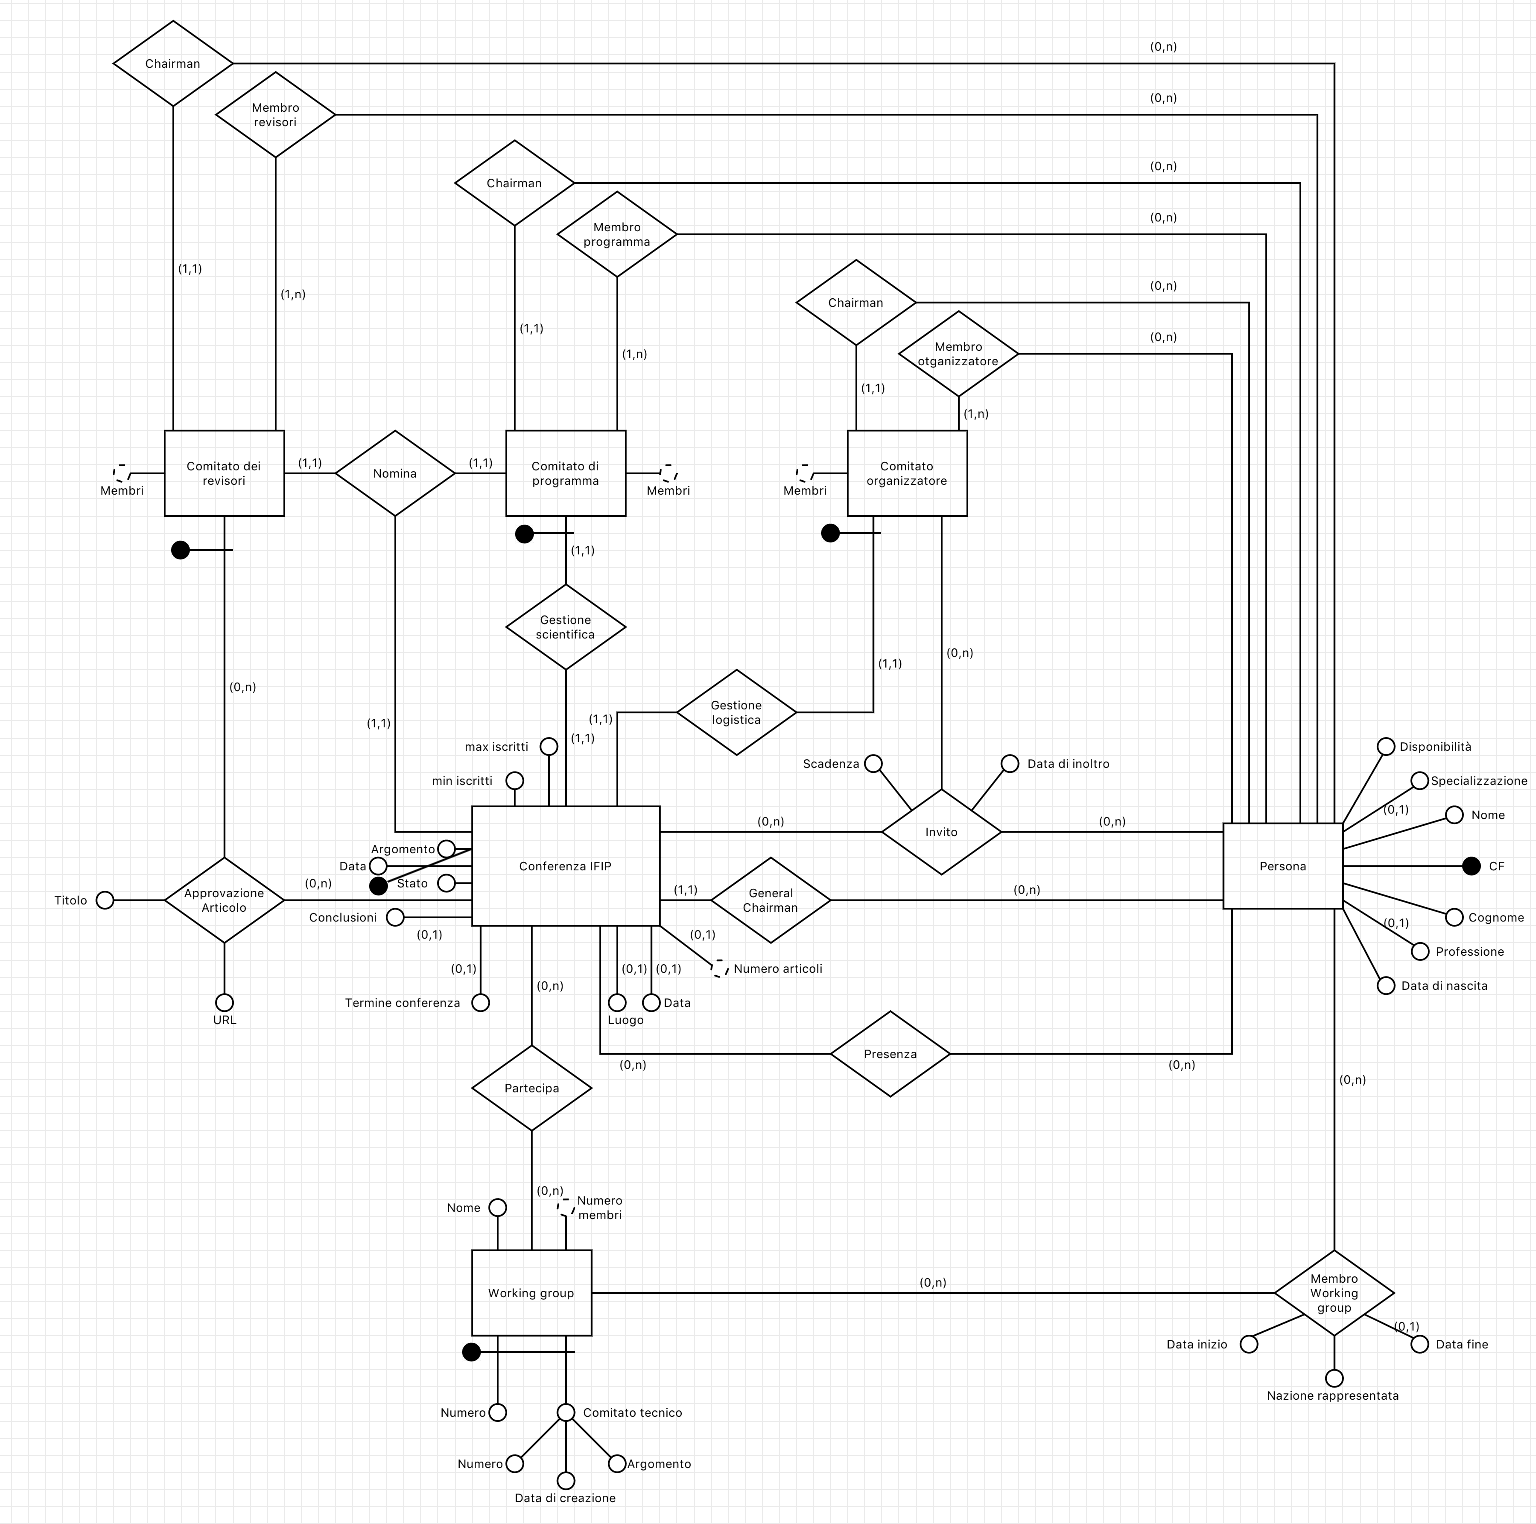 (0,n)
Chairman
(0,n)
Membro
revisori
(0,n)
Chairman
(0,n)
Membro
programma
(1,1)
(0,n)
(1,n)
Chairman
(1,1)
(0,n)
Membro
otganizzatore
(1,n)
(1,1)
(1,n)
Comitato dei
revisori
(1,1)
Nomina
(1,1)
Comitato di
programma
Comitato
organizzatore
Membri
Membri
Membri
(1,1)
Gestione
scientifica
(0,n)
(1,1)
(0,n)
Gestione
logistica
(1,1)
(1,1)
(1,1)
max iscritti
Disponibilità
Scadenza
Data di inoltro
min iscritti
Specializzazione
(0,1)
Nome
(0,n)
Invito
(0,n)
Argomento
Data
Conferenza IFIP
Persona
CF
Stato
(0,n)
Approvazione
Articolo
Titolo
(1,1)
General
Chairman
(0,n)
Conclusioni
Cognome
(0,1)
(0,1)
(0,1)
Professione
(0,1)
(0,1)
(0,1)
Numero articoli
(0,n)
Data di nascita
Termine conferenza
Data
URL
Luogo
Presenza
(0,n)
(0,n)
(0,n)
Partecipa
(0,n)
Nome
Numero
membri
Working group
(0,n)
Membro
Working
group
(0,1)
Data inizio
Data fine
Nazione rappresentata
Numero
Comitato tecnico
Numero
Argomento
Data di creazione